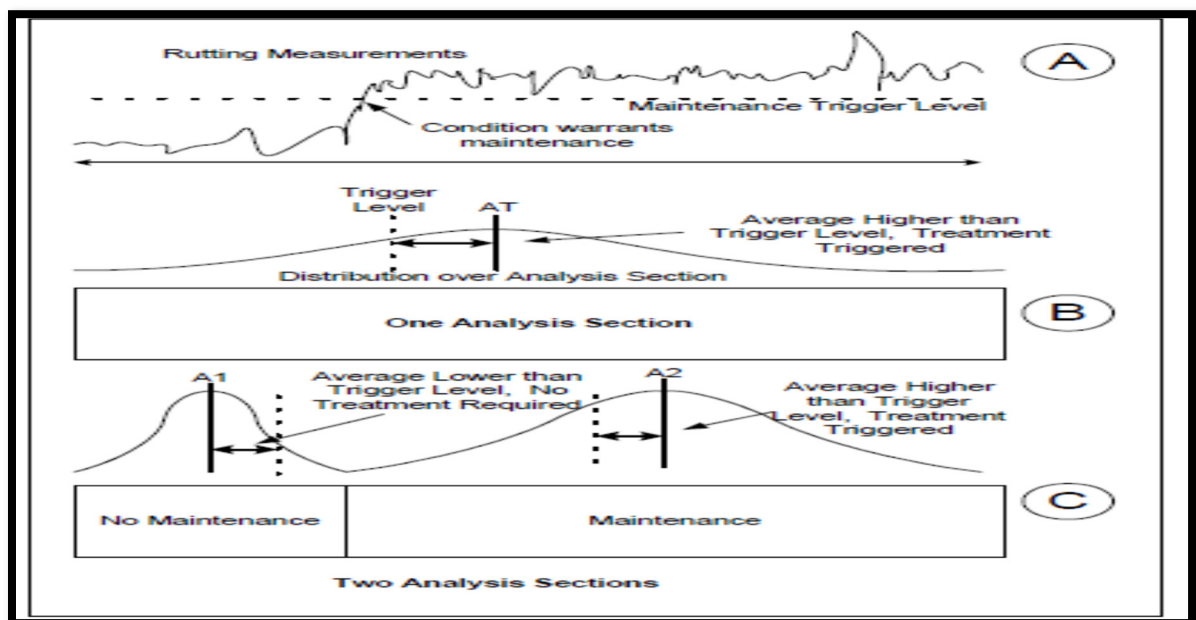 Rutting Measurements
A
Maintenance Trigger Level
Condition warrants
maintenance
Trigger
Level
AT
Average Higher than
Trigger Level, Treatment
Triggered
Distribution over Analysis Section
One Analysis Section
B
A1
Average Lower than
Trigger Level, No
Treatment Required
A2
Average Higher
than Trigger
Level, Treatment
Triggered
No Maintenance
Maintenance
C
Two Analysis Sections